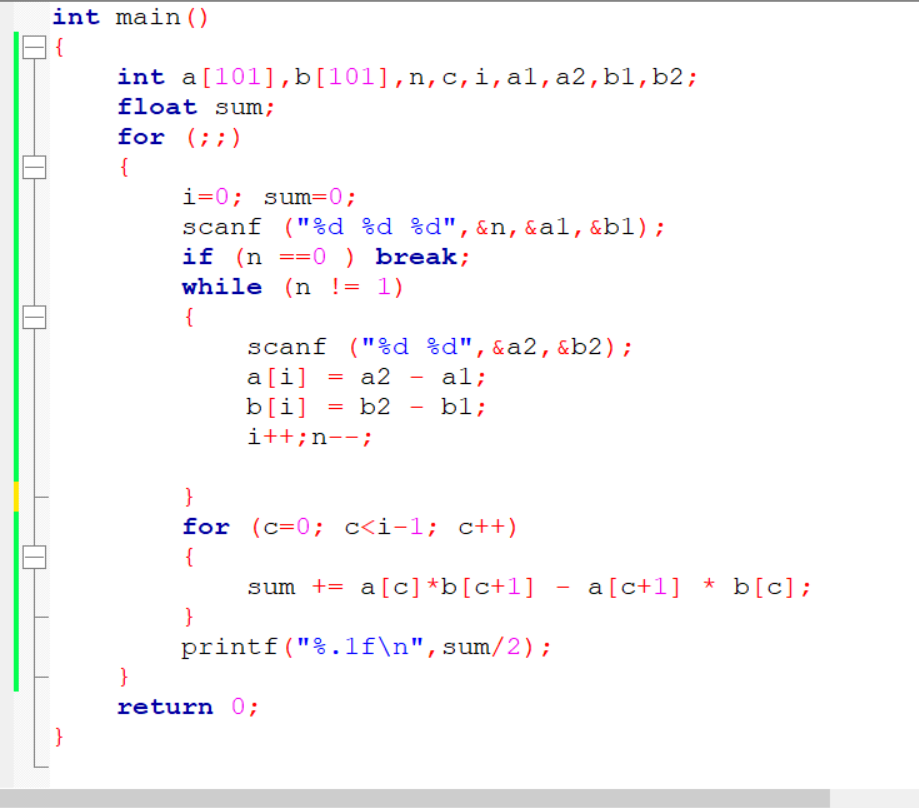 int main()
{
int a[101],b[101],n,c,i,a1,a2,b1,b2;
float sum;
for (;;)
{
i=0; sum=0;
scanf ("%d %d %d",&n,&a1,&b1);
if (n ==0 ) break;
while (n != 1)
{
scanf ("%d %d",&a2,&b2);
a[i] = a2 - a1;
b[i] = b2 - b1;
i++;n--;
}
for (c=0; c<i-1; c++)
{
sum += a[c]*b[c+1] - a[c+1] * b[c];
}
printf("%.1f\n",sum/2);
}
return 0;
}